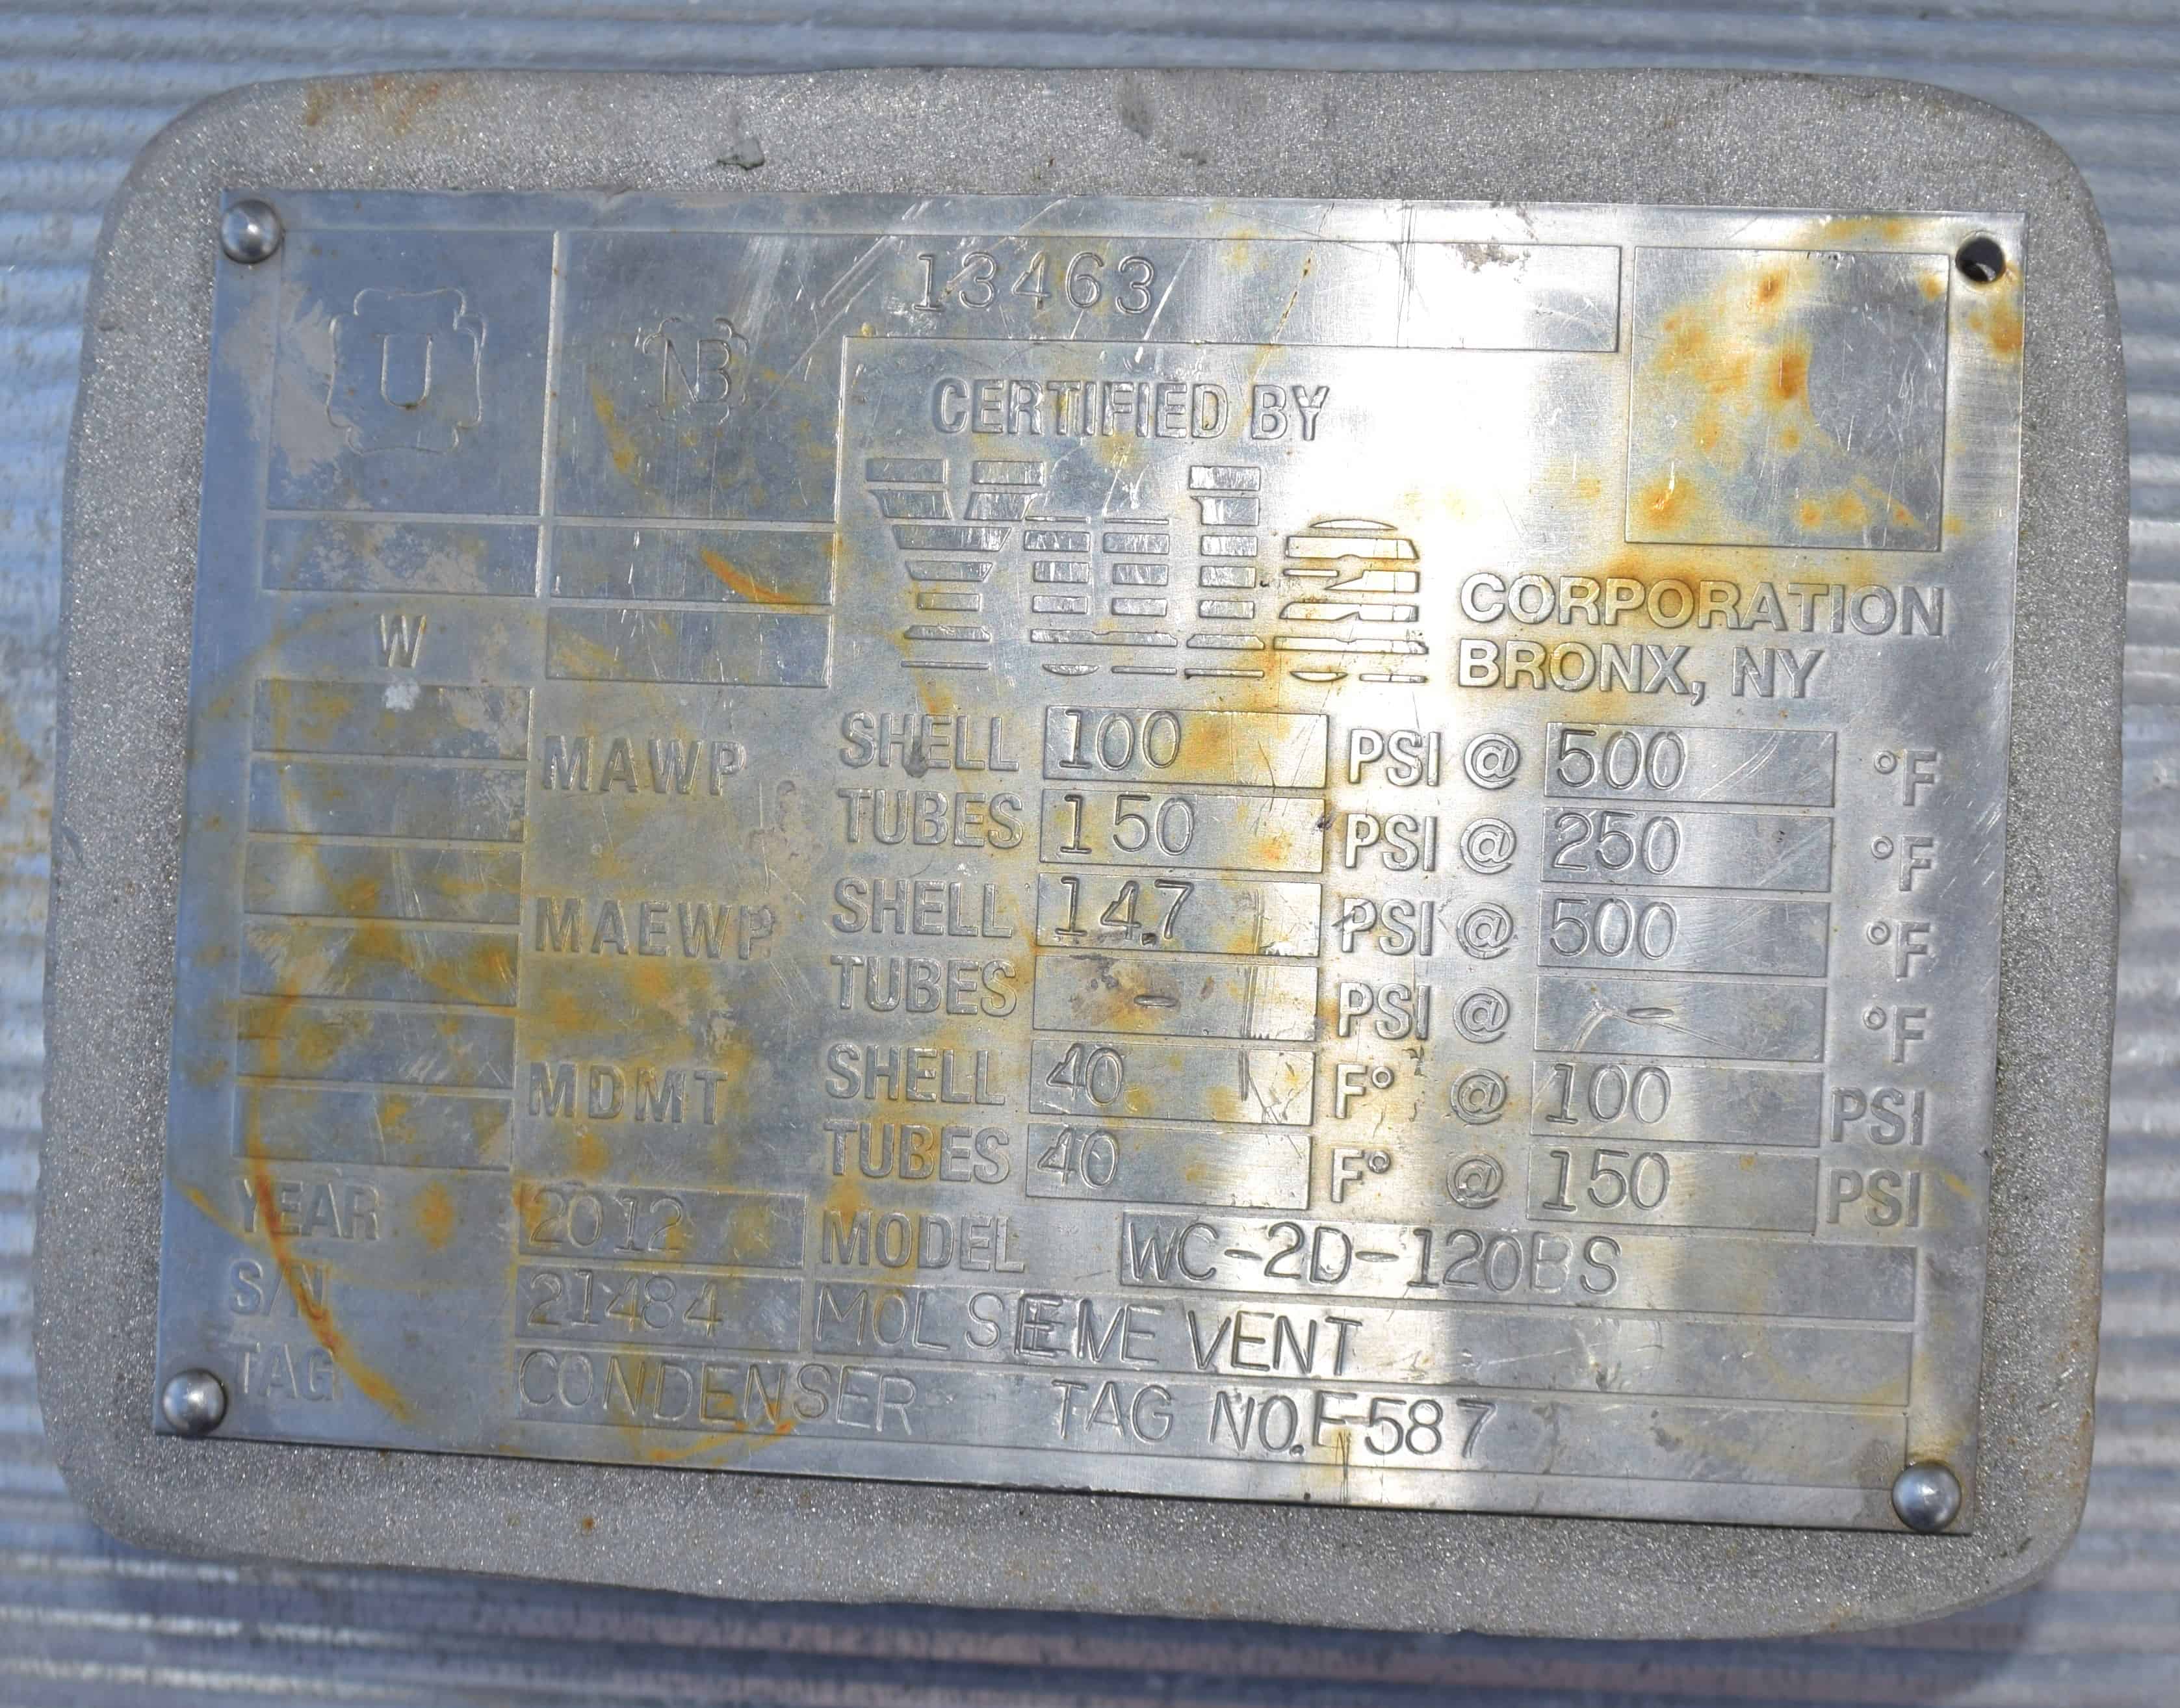 13463
U
NB
CERTIFIED BY
Yula CORPORATION
BRONX, NY
W
MAWP SHELL 100 PSI @ 500 °F
TUBES 150 PSI @ 250 °F
MAEWP SHELL 14.7 PSI @ 500 °F
TUBES - PSI @ - °F
MDMT SHELL 40 F° @ 100 PSI
TUBES 40 F° @ 150 PSI
YEAR 2012 MODEL WC-2D-120BS
S/N 21484 MOL SEIVE VENT
TAG CONDENSER TAG NO. E587